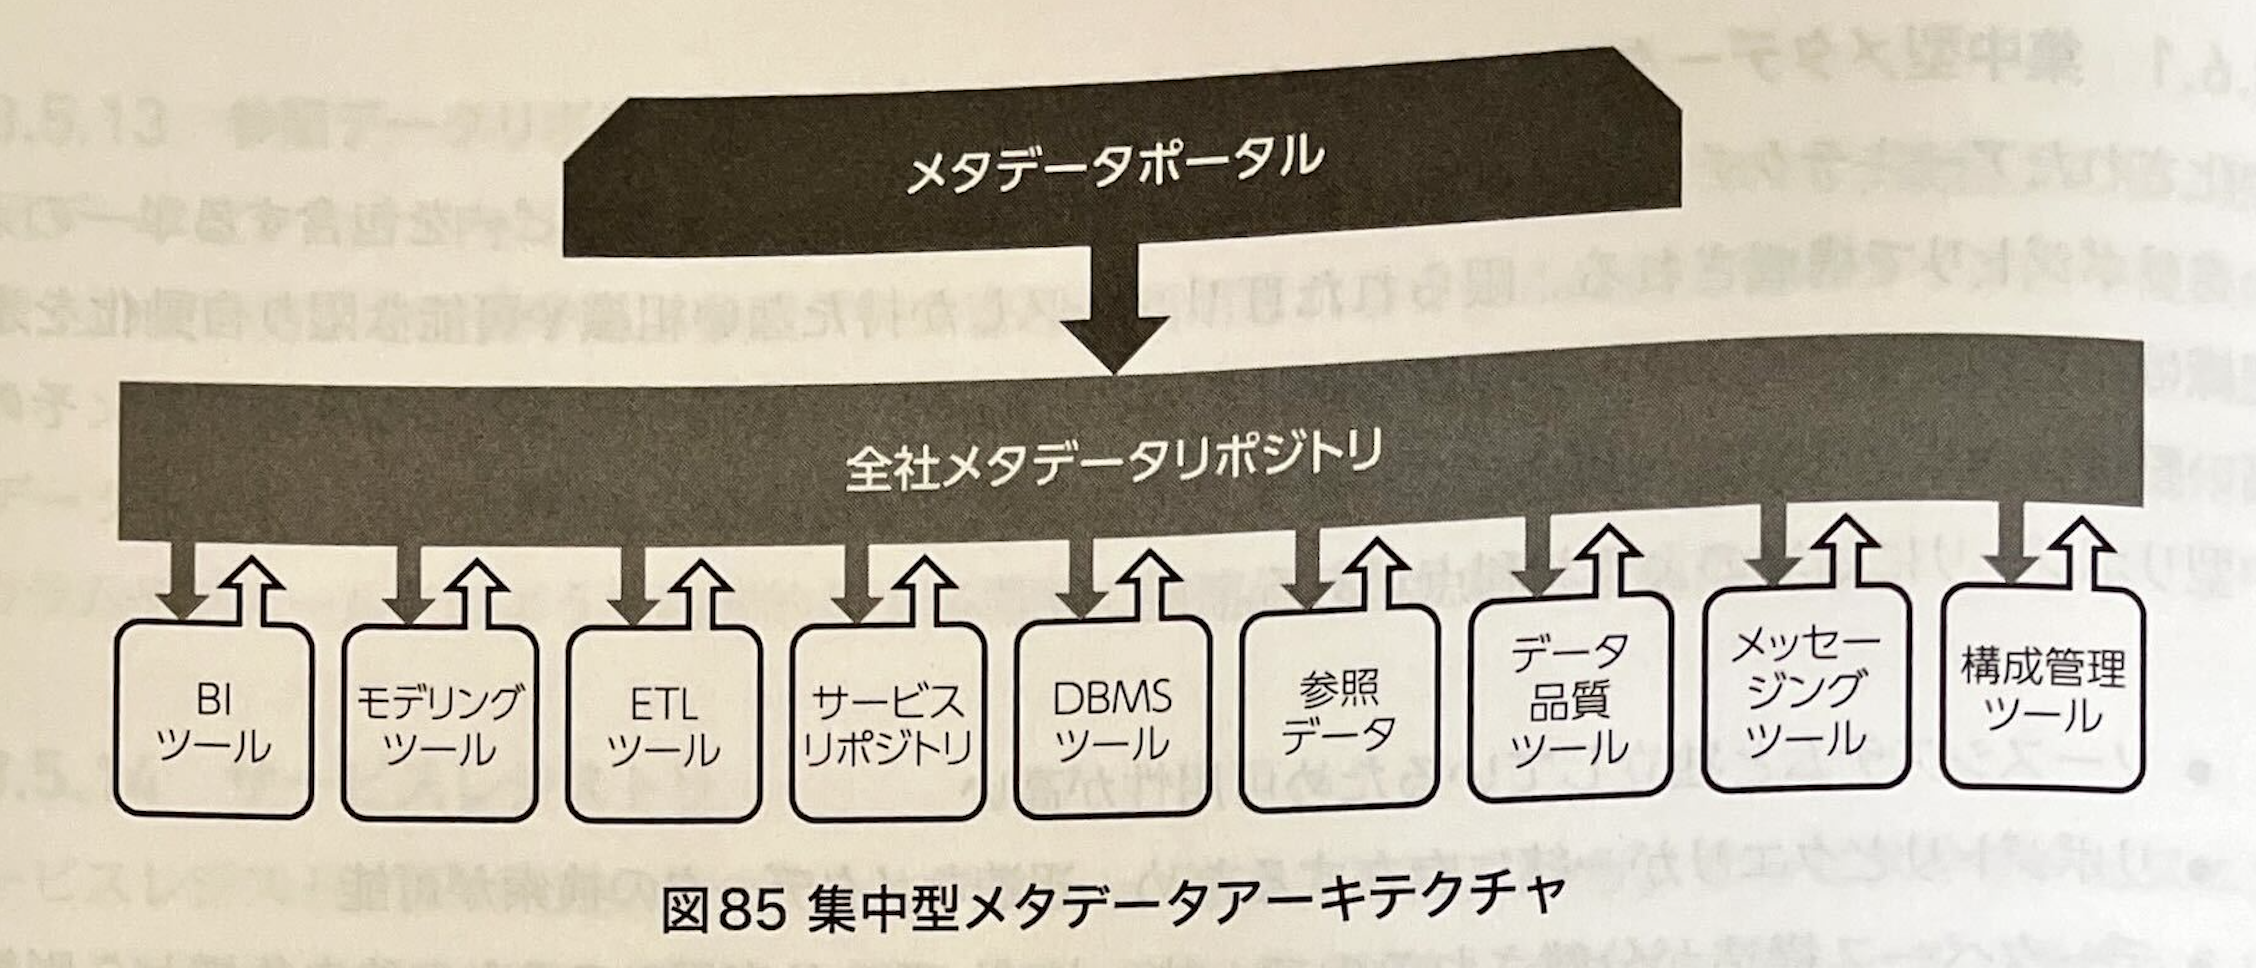 メタデータポータル
全社メタデータリポジトリ
BI
ツール
モデリング
ツール
ETL
ツール
サービス
リポジトリ
DBMS
ツール
参照
データ
データ
品質
ツール
メッセー
ジング
ツール
構成管理
ツール
図85 集中型メタデータアーキテクチャ